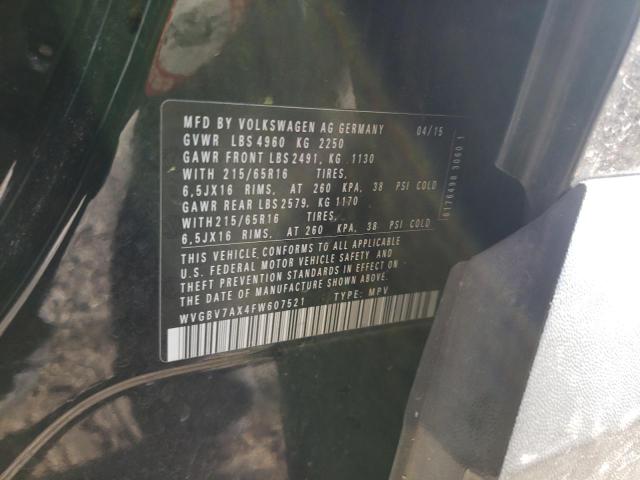 MFD BY VOLKSWAGEN AG GERMANY 04/15
GVWR LBS 4960 KG 2250
GAWR FRONT LBS 2491, KG 1130
WITH 215/65R16 TIRES,
6,5JX16 RIMS, AT 260 KPA, 38 PSI COLD
GAWR REAR LBS 2579, KG 1170
WITH 215/65R16 TIRES,
6,5JX16 RIMS, AT 260 KPA, 38 PSI COLD
THIS VEHICLE CONFORMS TO ALL APPLICABLE
U.S. FEDERAL MOTOR VEHICLE SAFETY AND
THEFT PREVENTION STANDARDS IN EFFECT ON
THE DATE OF MANUFACTURE SHOWN ABOVE.
WVGBV7AX4FW607521 TYPE: MPV
6176498 3060 1